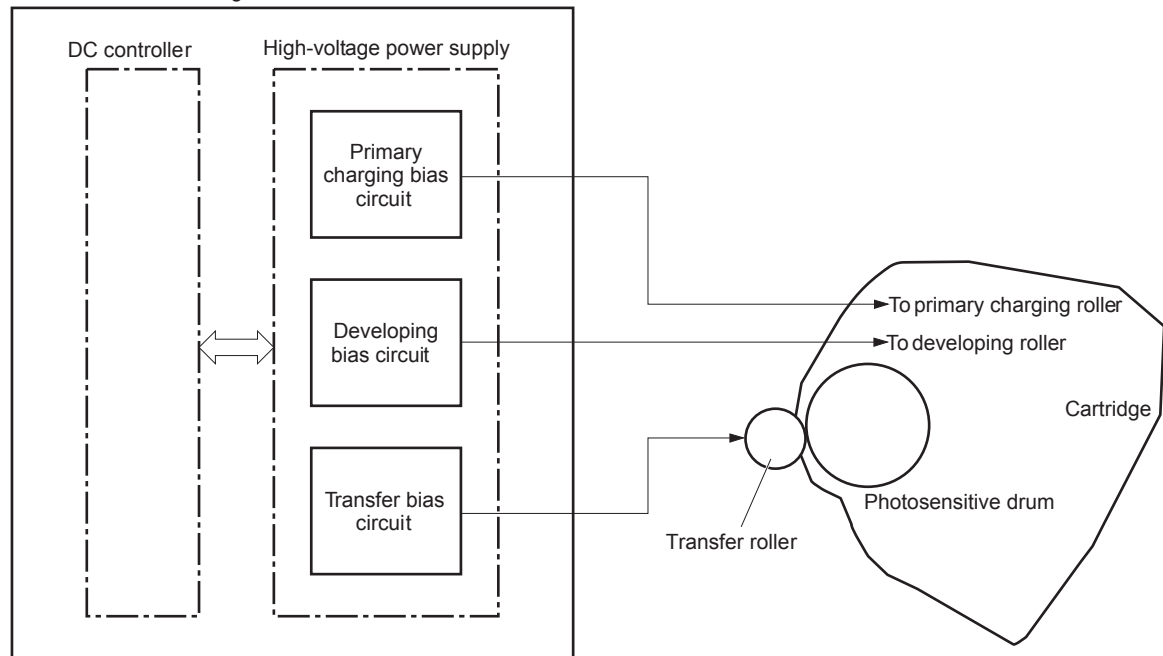 DC controller
High-voltage power supply
Primary
charging bias
circuit
Developing
bias circuit
Transfer bias
circuit
To primary charging roller
To developing roller
Cartridge
Photosensitive drum
Transfer roller